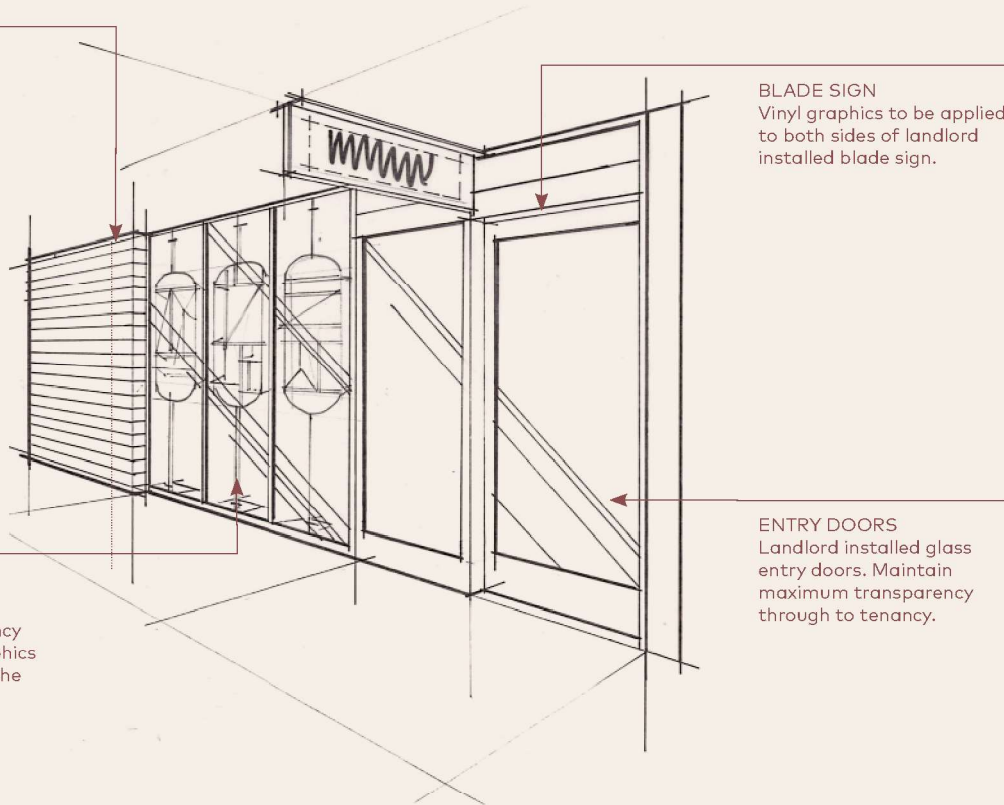 BLADE SIGN
Vinyl graphics to be applied
to both sides of landlord
installed blade sign.
ENTRY DOORS
Landlord installed glass
entry doors. Maintain
maximum transparency
through to tenancy.
he